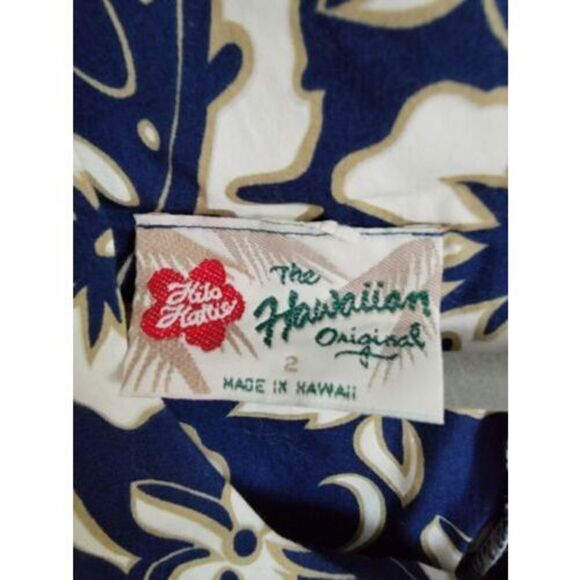 Hilo
Hattie
The
Hawaiian
Original
2
MADE IN HAWAII